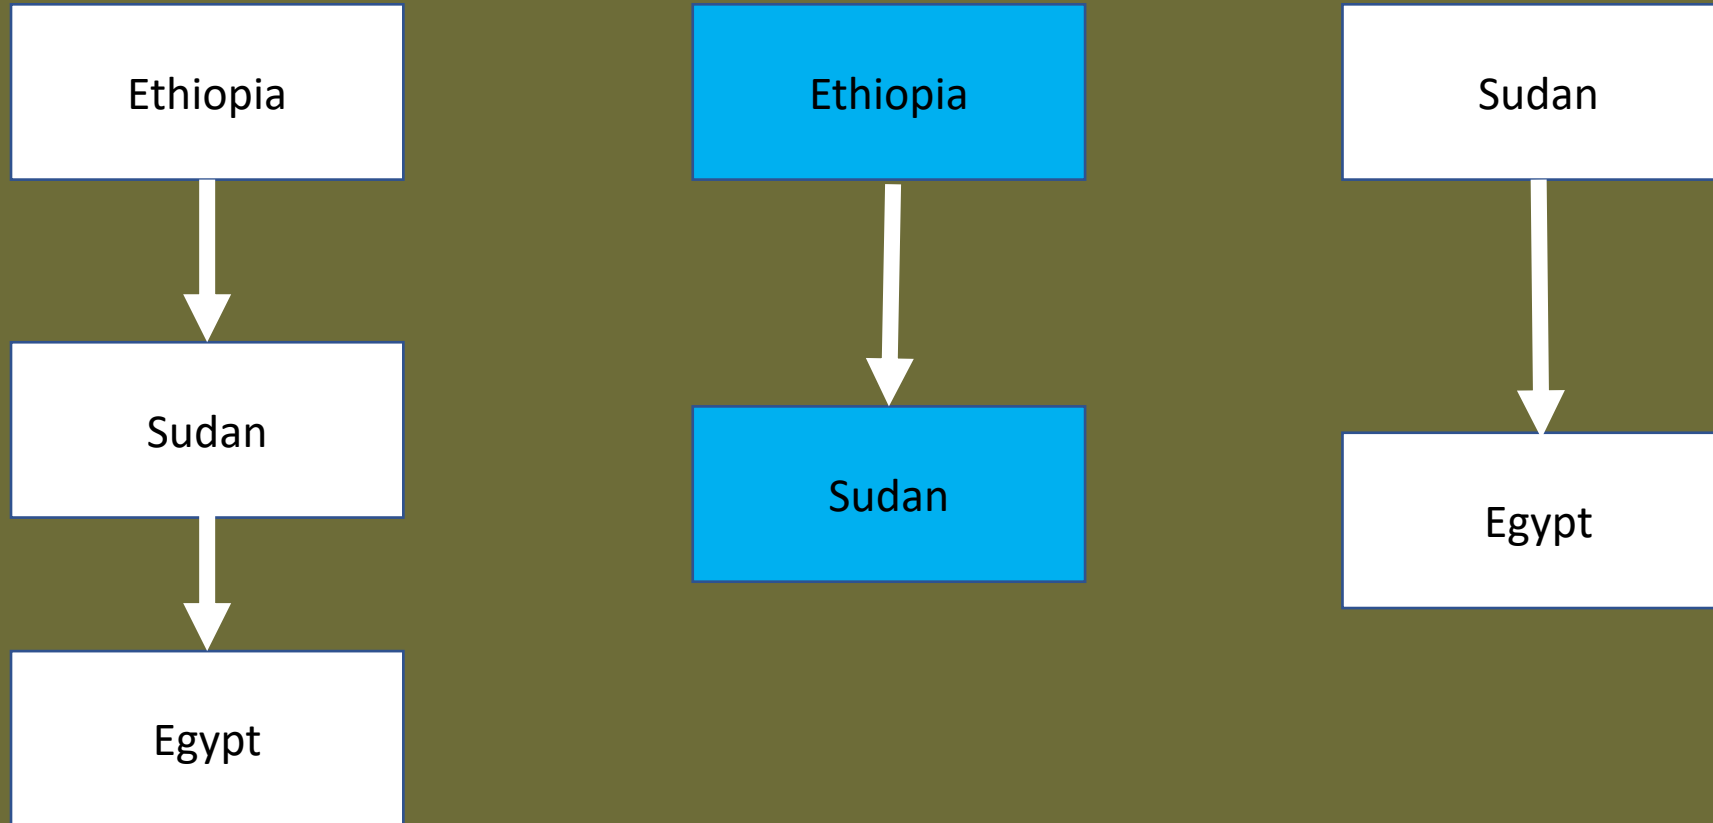 Ethiopia
Sudan
Egypt
Ethiopia
Sudan
Sudan
Egypt